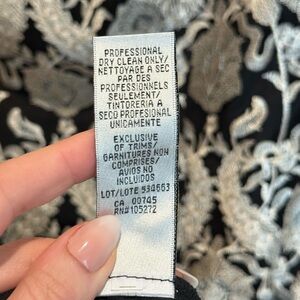 PROFESSIONAL
DRY CLEAN ONLY/
NETTOYAGE A SEC
PAR DES
PROFESSIONNELS
SEULEMENT/
TINTORERIA A
SECO PROFESIONAL
UNICAMENTE
EXCLUSIVE
OF TRIMS/
GARNITURES NON
COMPRISES/
AVIOS NO
INCLUIDOS
LOT/LOTE 534663
CA 00745
RN#105272